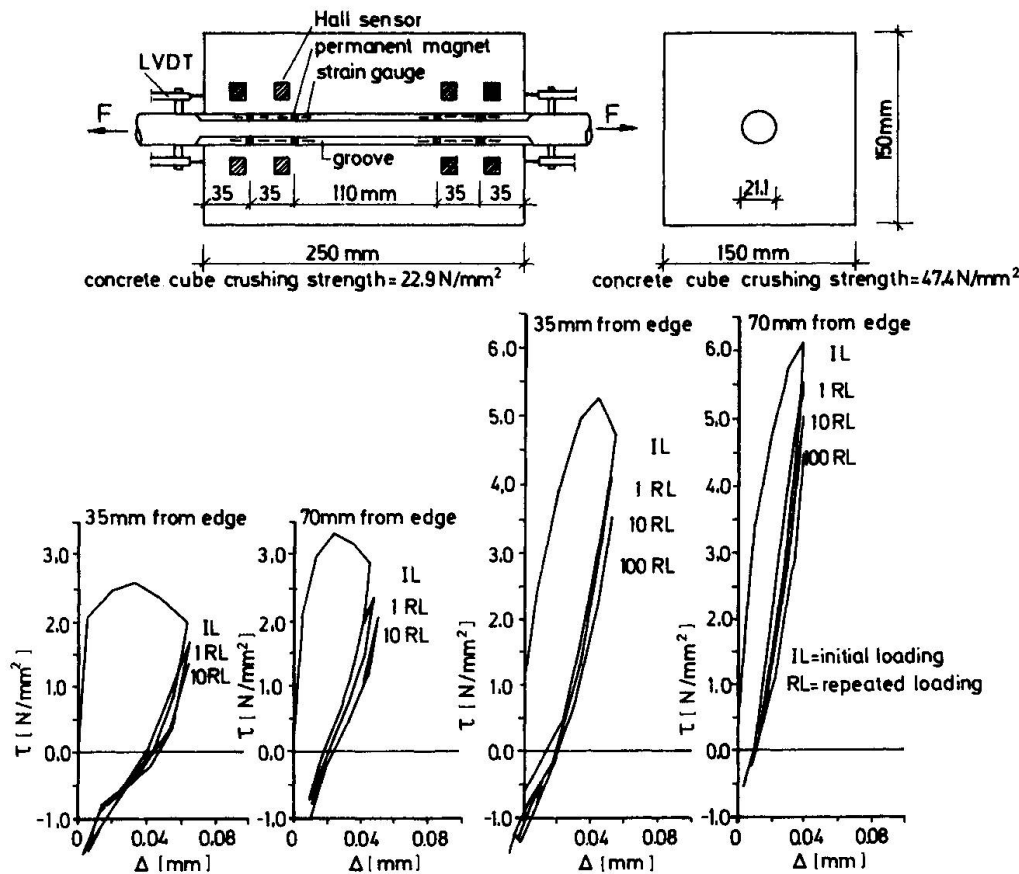 Hall sensor
permanent magnet
LVDT
strain gauge
F
F
groove
35
35
110mm
35
35
250 mm
150mm
21.1
150 mm
concrete cube crushing strength=22.9 N/mm²
concrete cube crushing strength=47.4N/mm²
35mm from edge
70mm from edge
6.0
5.0
4.0
3.0
2.0
1.0
0.0
-1.0
6.0
5.0
4.0
3.0
2.0
1.0
0.0
-1.0
IL
1 RL
10 RL
100 RL
IL
1 RL
10 RL
100 RL
35mm from edge
70mm from edge
3.0
2.0
1.0
0.0
-1.0
3.0
2.0
1.0
0.0
-1.0
IL
1 RL
10RL
IL
1 RL
10 RL
IL=initial loading
RL=repeated loading
τ [N/mm²]
τ [N/mm²]
τ [N/mm²]
τ [N/mm²]
0 0.04 0.08
0 0.04 0.08
0 0.04 0.08
0 0.04 0.08
Δ [mm]
Δ [mm]
Δ [mm]
Δ [mm]